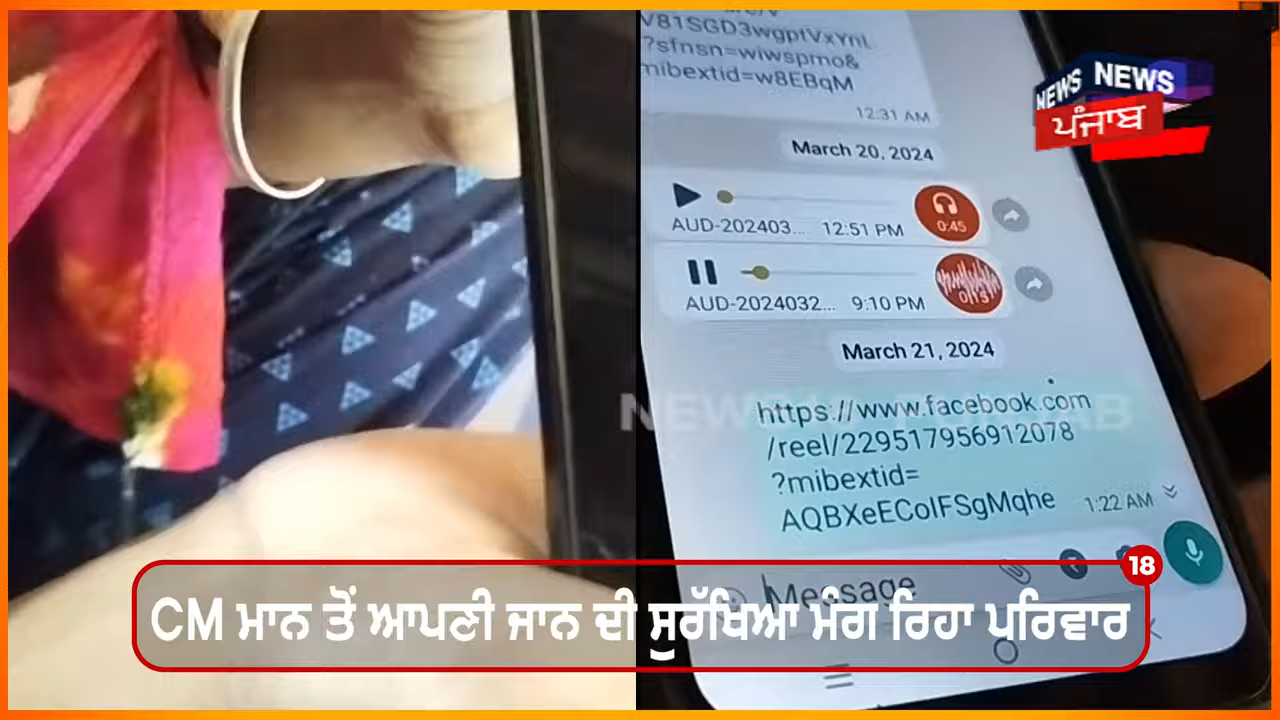 V81SGD3wgptVxYnL
?sfnsn=wiwspmo&
mibextid=w8EBqM
12:31 AM
NEWS NEWS
ਪੰਜਾਬ
March 20, 2024
0:45
AUD-202403... 12:51 PM
0:13
AUD-2024032... 9:10 PM
March 21, 2024
https://www.facebook.com
/reel/229517956912078
?mibextid=
AQBXeECoIFSgMqhe 1:22 AM
Message
18
CM ਮਾਨ ਤੋਂ ਆਪਣੀ ਜਾਨ ਦੀ ਸੁਰੱਖਿਆ ਮੰਗ ਰਿਹਾ ਪਰਿਵਾਰ